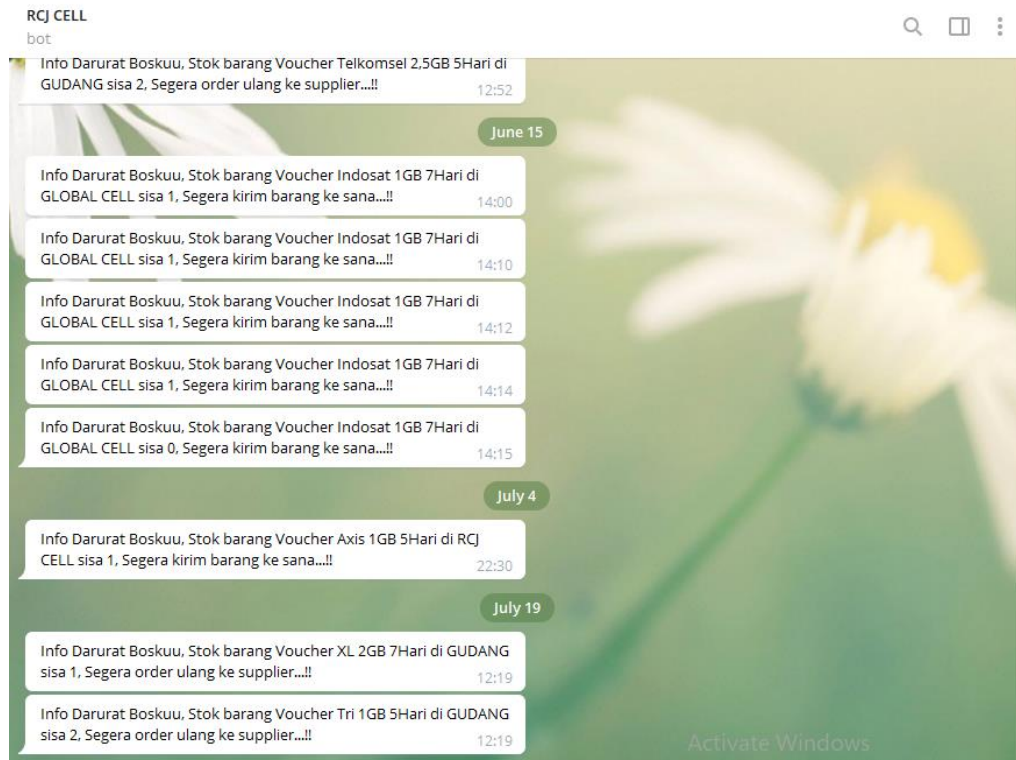 RCJ CELL
bot
Info Darurat Boskuu, Stok barang Voucher Telkomsel 2,5GB 5Hari di
GUDANG sisa 2, Segera order ulang ke supplier...!!
12:52
June 15
Info Darurat Boskuu, Stok barang Voucher Indosat 1GB 7Hari di
GLOBAL CELL sisa 1, Segera kirim barang ke sana...!!
14:00
Info Darurat Boskuu, Stok barang Voucher Indosat 1GB 7Hari di
GLOBAL CELL sisa 1, Segera kirim barang ke sana...!!
14:10
Info Darurat Boskuu, Stok barang Voucher Indosat 1GB 7Hari di
GLOBAL CELL sisa 1, Segera kirim barang ke sana...!!
14:12
Info Darurat Boskuu, Stok barang Voucher Indosat 1GB 7Hari di
GLOBAL CELL sisa 1, Segera kirim barang ke sana...!!
14:14
Info Darurat Boskuu, Stok barang Voucher Indosat 1GB 7Hari di
GLOBAL CELL sisa 0, Segera kirim barang ke sana...!!
14:15
July 4
Info Darurat Boskuu, Stok barang Voucher Axis 1GB 5Hari di RCJ
CELL sisa 1, Segera kirim barang ke sana...!!
22:30
July 19
Info Darurat Boskuu, Stok barang Voucher XL 2GB 7Hari di GUDANG
sisa 1, Segera order ulang ke supplier...!!
12:19
Info Darurat Boskuu, Stok barang Voucher Tri 1GB 5Hari di GUDANG
sisa 2, Segera order ulang ke supplier...!!
12:19
Activate Windows